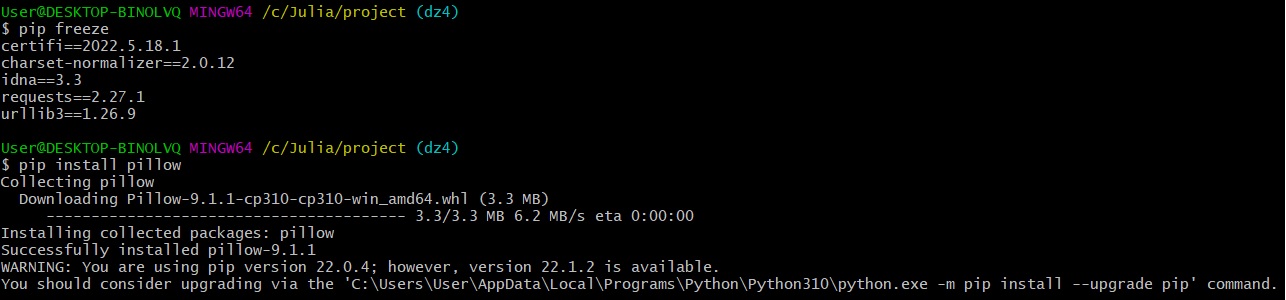 User@DESKTOP-BINOLVQ MINGW64 /c/Julia/project (dz4)
$ pip freeze
certifi==2022.5.18.1
charset-normalizer==2.0.12
idna==3.3
requests==2.27.1
urllib3==1.26.9
User@DESKTOP-BINOLVQ MINGW64 /c/Julia/project (dz4)
$ pip install pillow
Collecting pillow
  Downloading Pillow-9.1.1-cp310-cp310-win_amd64.whl (3.3 MB)
     ---------------------------------------- 3.3/3.3 MB 6.2 MB/s eta 0:00:00
Installing collected packages: pillow
Successfully installed pillow-9.1.1
WARNING: You are using pip version 22.0.4; however, version 22.1.2 is available.
You should consider upgrading via the 'C:\Users\User\AppData\Local\Programs\Python\Python310\python.exe -m pip install --upgrade pip' command.